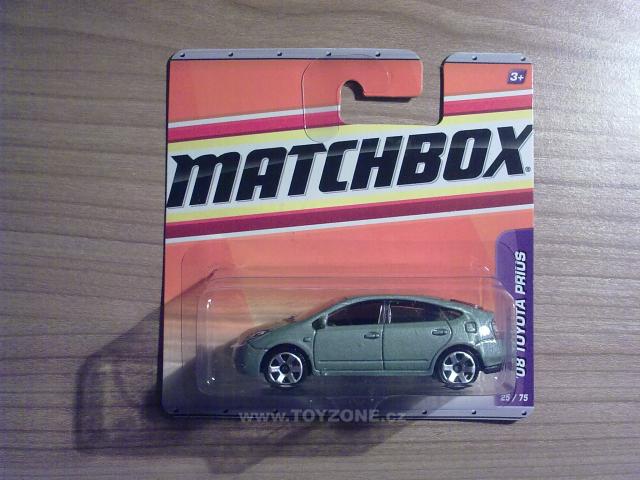 3+
MATCHBOX®
08 TOYOTA PRIUS
25 / 75
www.TOYZONE.cz